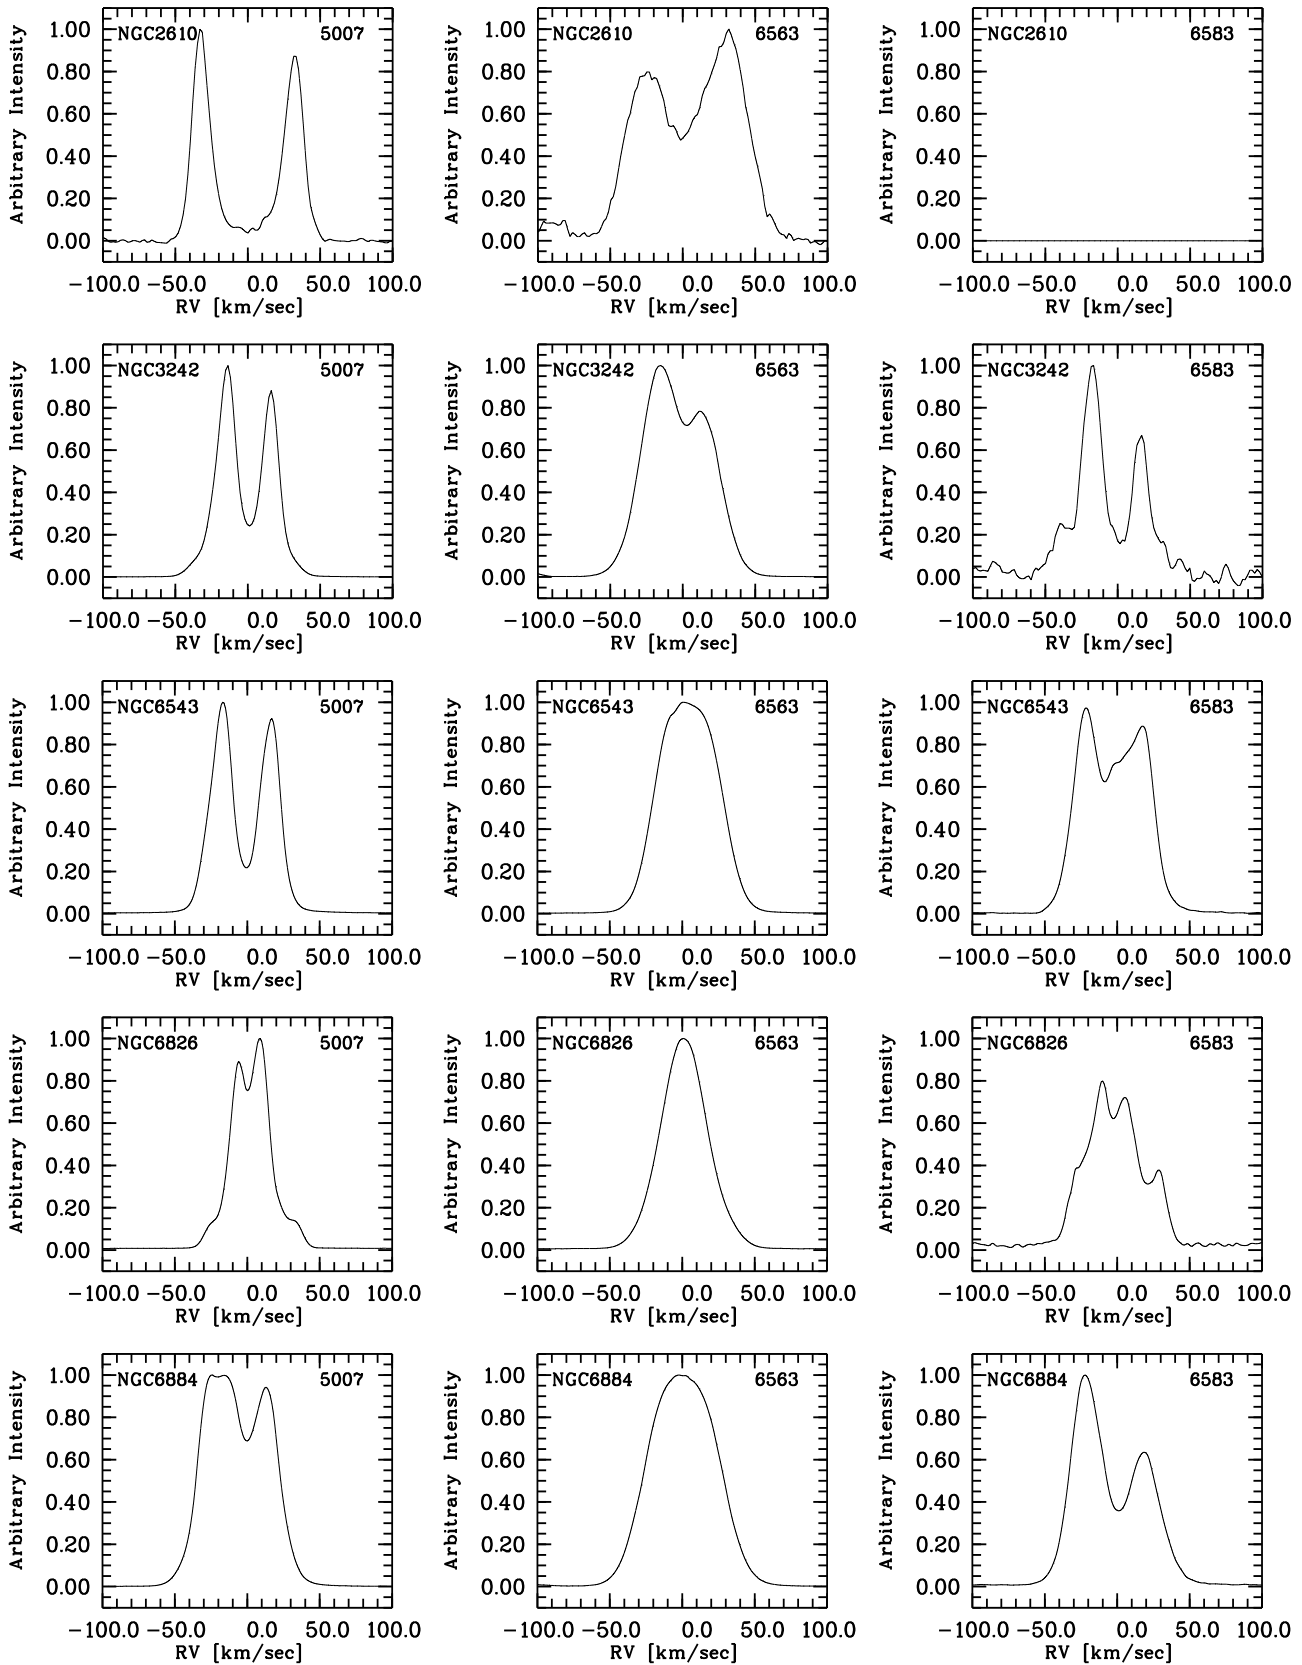 Arbitrary Intensity
1.00
0.80
0.60
0.40
0.20
0.00
NGC2610 5007
-100.0 -50.0 0.0 50.0 100.0
RV [km/sec]
Arbitrary Intensity
1.00
0.80
0.60
0.40
0.20
0.00
NGC2610 6563
-100.0 -50.0 0.0 50.0 100.0
RV [km/sec]
Arbitrary Intensity
1.00
0.80
0.60
0.40
0.20
0.00
NGC2610 6583
-100.0 -50.0 0.0 50.0 100.0
RV [km/sec]
Arbitrary Intensity
1.00
0.80
0.60
0.40
0.20
0.00
NGC3242 5007
-100.0 -50.0 0.0 50.0 100.0
RV [km/sec]
Arbitrary Intensity
1.00
0.80
0.60
0.40
0.20
0.00
NGC3242 6563
-100.0 -50.0 0.0 50.0 100.0
RV [km/sec]
Arbitrary Intensity
1.00
0.80
0.60
0.40
0.20
0.00
NGC3242 6583
-100.0 -50.0 0.0 50.0 100.0
RV [km/sec]
Arbitrary Intensity
1.00
0.80
0.60
0.40
0.20
0.00
NGC6543 5007
-100.0 -50.0 0.0 50.0 100.0
RV [km/sec]
Arbitrary Intensity
1.00
0.80
0.60
0.40
0.20
0.00
NGC6543 6563
-100.0 -50.0 0.0 50.0 100.0
RV [km/sec]
Arbitrary Intensity
1.00
0.80
0.60
0.40
0.20
0.00
NGC6543 6583
-100.0 -50.0 0.0 50.0 100.0
RV [km/sec]
Arbitrary Intensity
1.00
0.80
0.60
0.40
0.20
0.00
NGC6826 5007
-100.0 -50.0 0.0 50.0 100.0
RV [km/sec]
Arbitrary Intensity
1.00
0.80
0.60
0.40
0.20
0.00
NGC6826 6563
-100.0 -50.0 0.0 50.0 100.0
RV [km/sec]
Arbitrary Intensity
1.00
0.80
0.60
0.40
0.20
0.00
NGC6826 6583
-100.0 -50.0 0.0 50.0 100.0
RV [km/sec]
Arbitrary Intensity
1.00
0.80
0.60
0.40
0.20
0.00
NGC6884 5007
-100.0 -50.0 0.0 50.0 100.0
RV [km/sec]
Arbitrary Intensity
1.00
0.80
0.60
0.40
0.20
0.00
NGC6884 6563
-100.0 -50.0 0.0 50.0 100.0
RV [km/sec]
Arbitrary Intensity
1.00
0.80
0.60
0.40
0.20
0.00
NGC6884 6583
-100.0 -50.0 0.0 50.0 100.0
RV [km/sec]